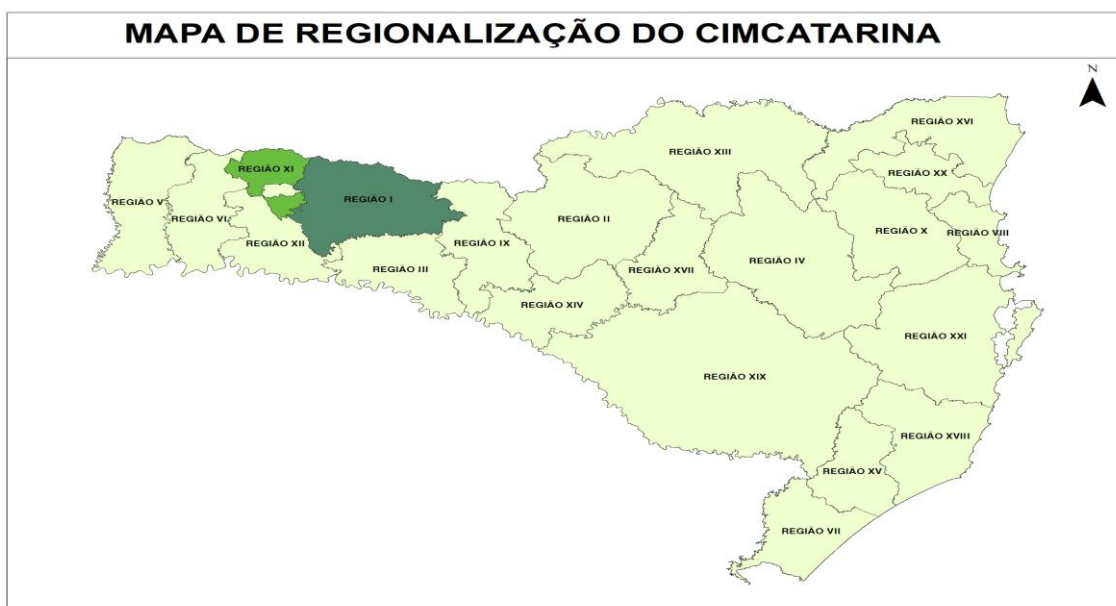 MAPA DE REGIONALIZAÇÃO DO CIMCATARINA
N
REGIÃO XVI
REGIÃO XIII
REGIÃO XI
REGIÃO XX
REGIÃO V
REGIÃO I
REGIÃO VI
REGIÃO II
REGIÃO X
REGIÃO VIII
REGIÃO XII
REGIÃO IX
REGIÃO IV
REGIÃO III
REGIÃO XVII
REGIÃO XIV
REGIÃO XXI
REGIÃO XIX
REGIÃO XVIII
REGIÃO XV
REGIÃO VII